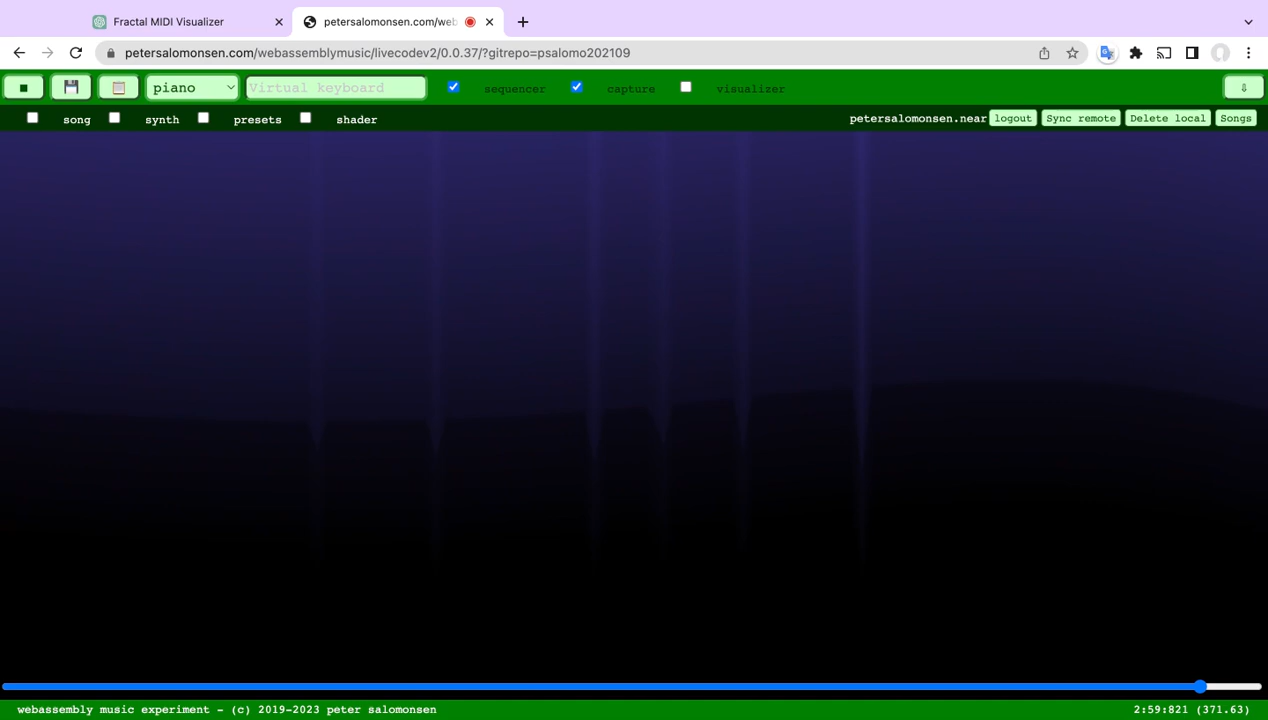 Fractal MIDI Visualizer
petersalomonsen.com/web
petersalomonsen.com/webassemblymusic/livecodev2/0.0.37/?gitrepo=psalomo202109
piano Virtual keyboard sequencer capture visualizer
song synth presets shader petersalomonsen.near logout Sync remote Delete local Songs
webassembly music experiment - (c) 2019-2023 peter salomonsen 2:59:821 (371.63)